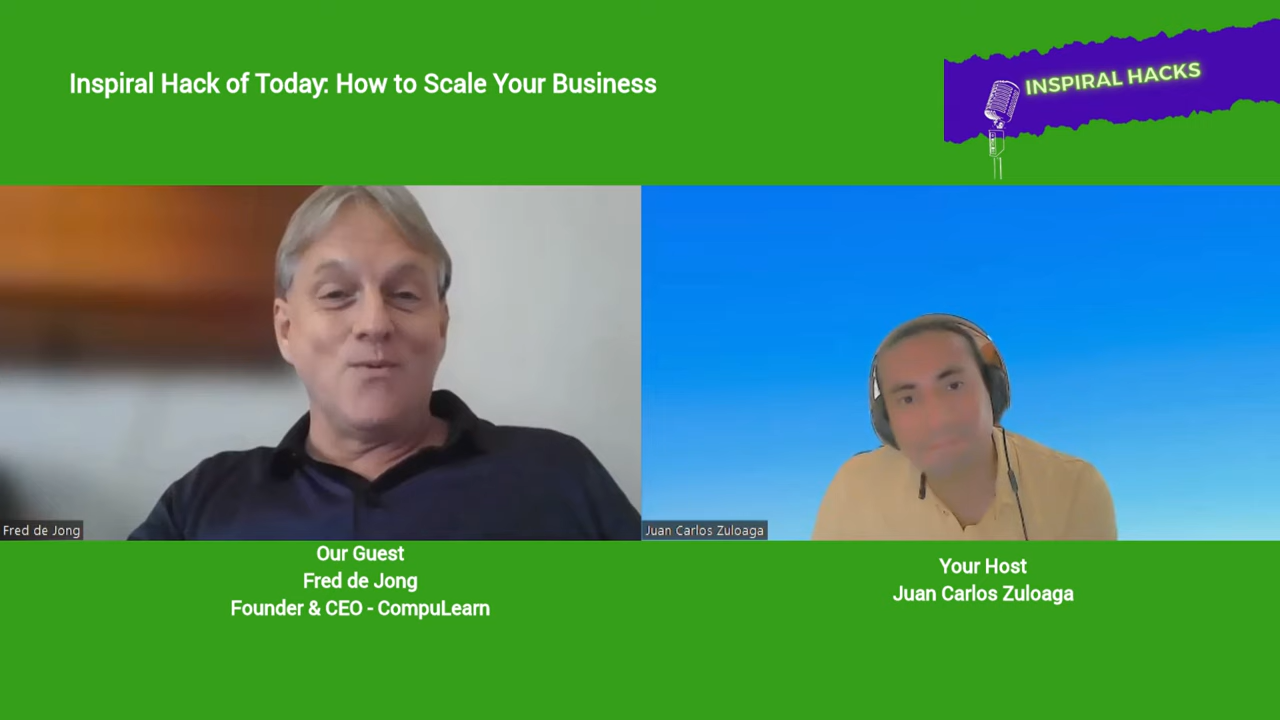 Inspiral Hack of Today: How to Scale Your Business
INSPIRAL HACKS
Fred de Jong
Juan Carlos Zuloaga
Our Guest
Fred de Jong
Founder & CEO - CompuLearn
Your Host
Juan Carlos Zuloaga